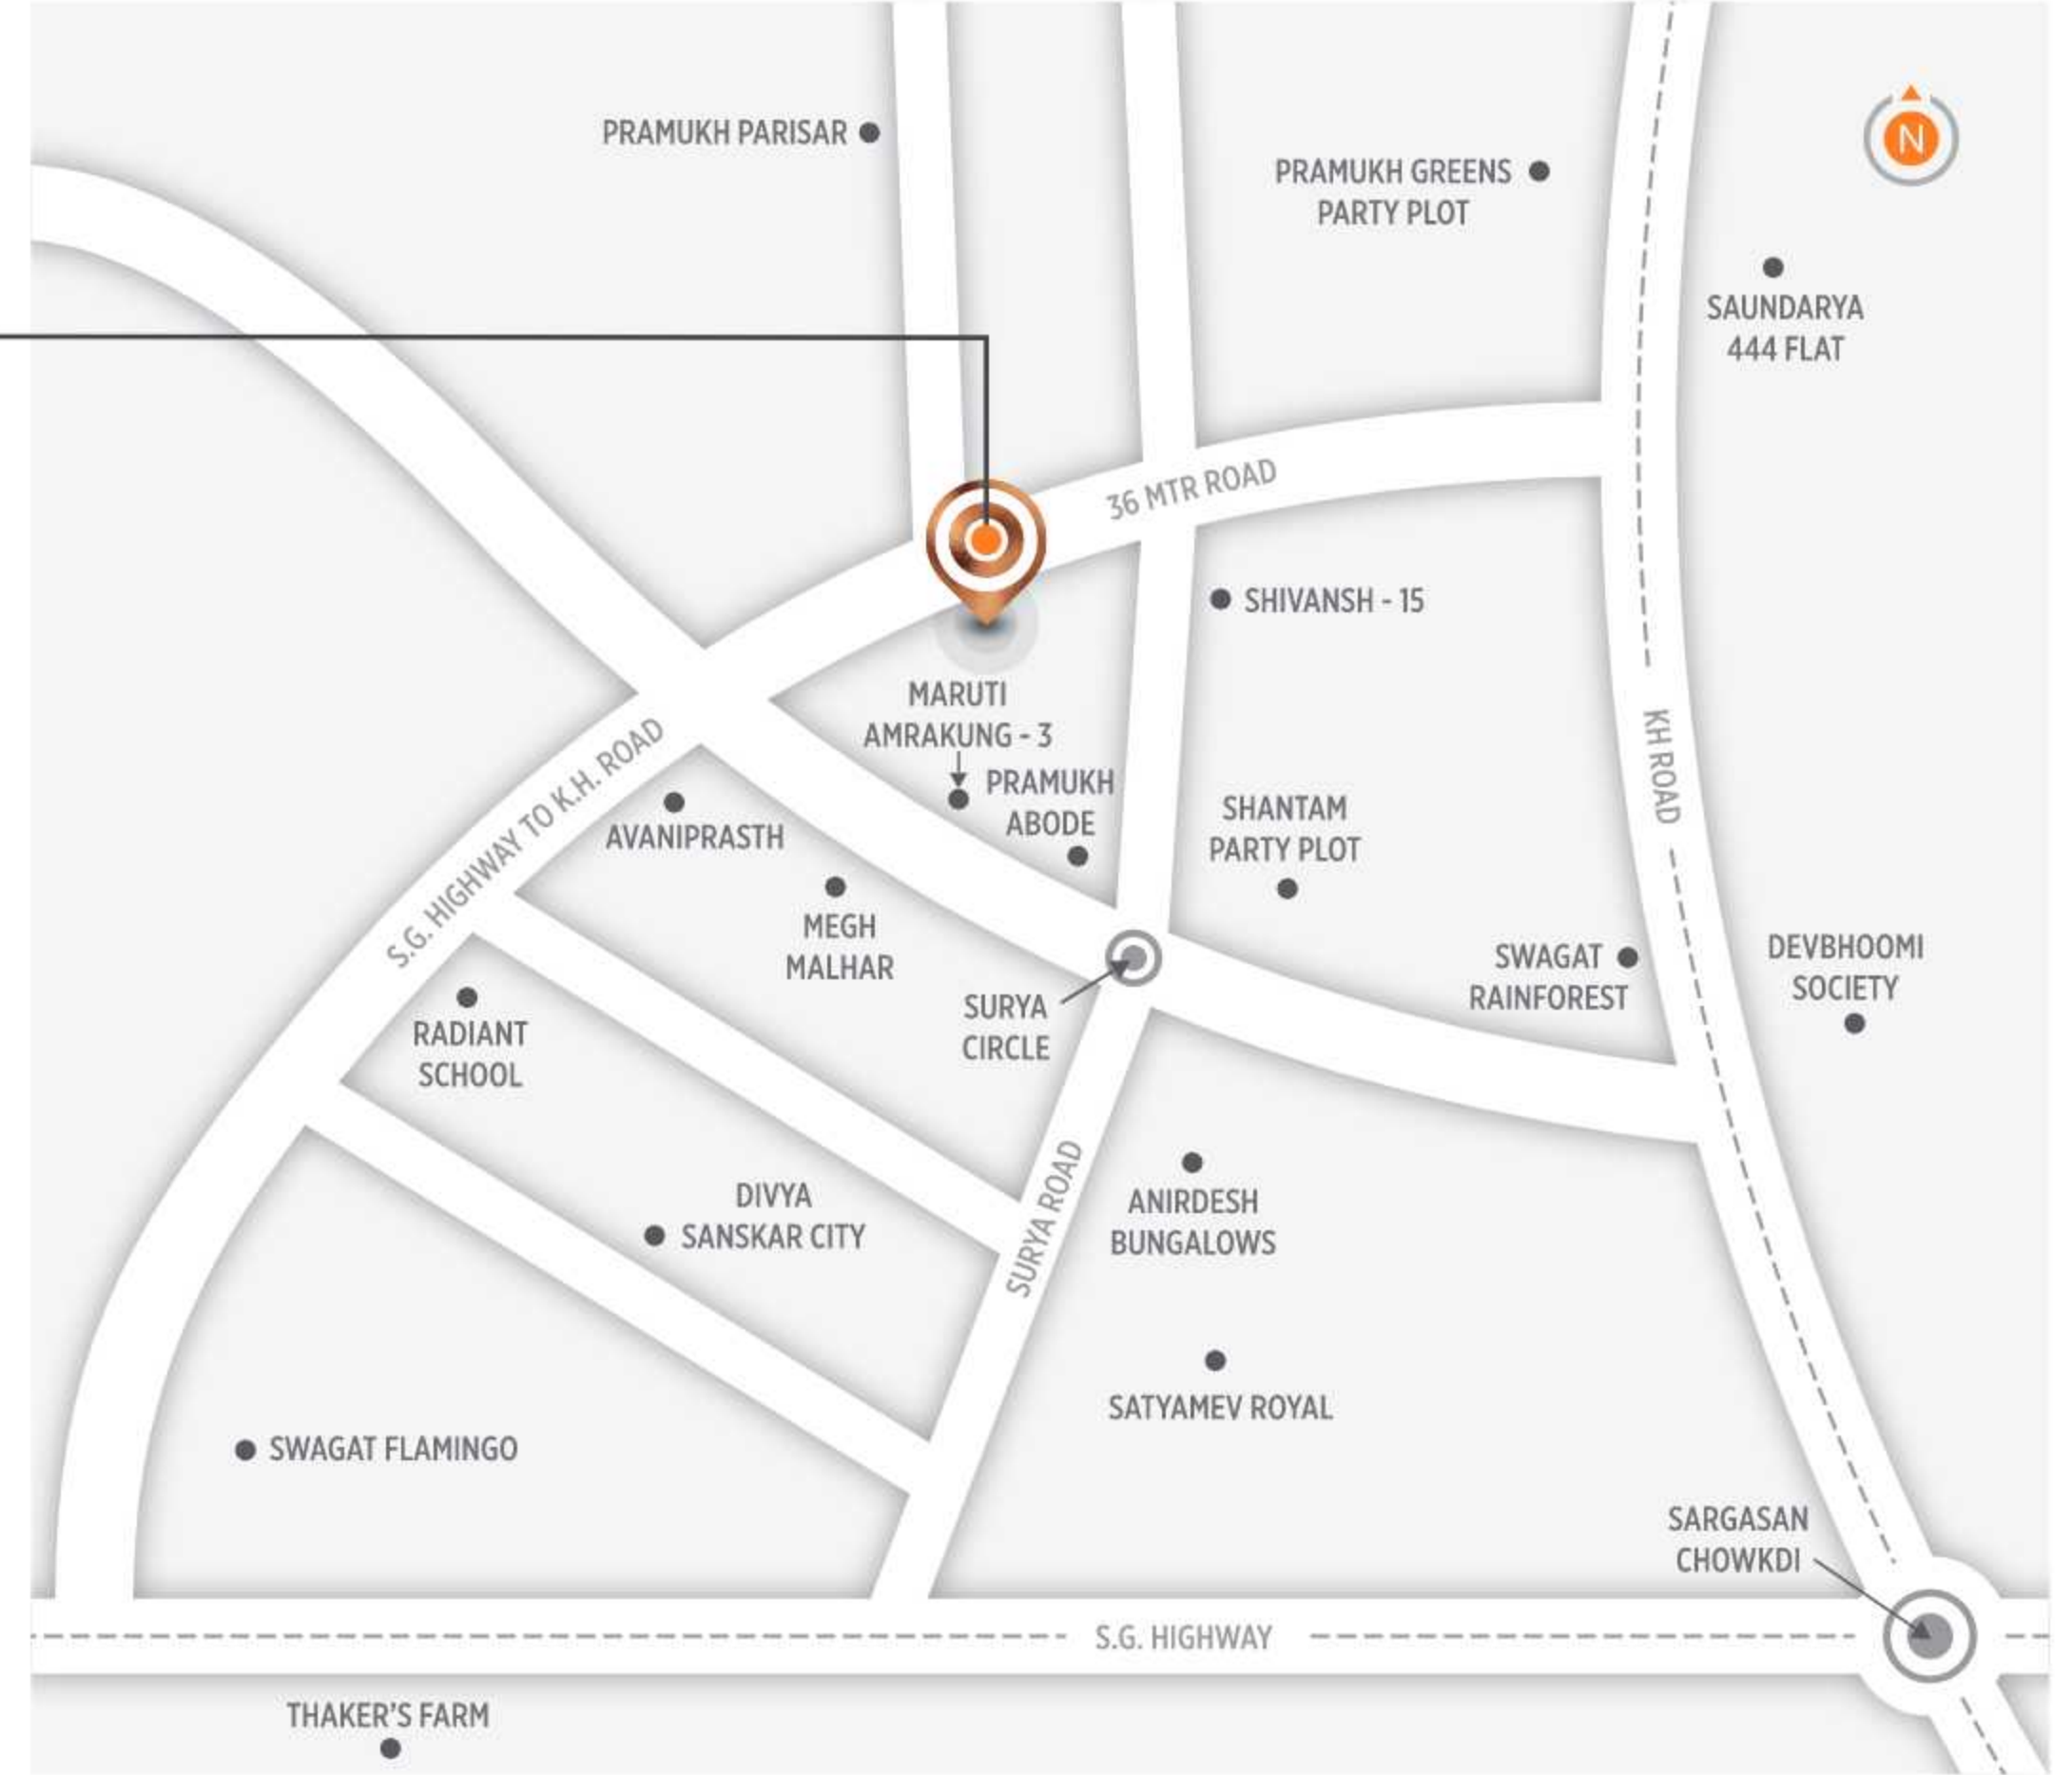 PRAMUKH PARISAR
N
PRAMUKH GREENS
PARTY PLOT
SAUNDARYA
444 FLAT
36 MTR ROAD
SHIVANSH - 15
MARUTI
AMRAKUNG - 3
PRAMUKH
ABODE
KH ROAD
S.G. HIGHWAY TO K.H. ROAD
AVANIPRASTH
SHANTAM
PARTY PLOT
MEGH
MALHAR
SWAGAT
RAINFOREST
DEVBHOOMI
SOCIETY
SURYA
CIRCLE
RADIANT
SCHOOL
SURYA ROAD
DIVYA
SANSKAR CITY
ANIRDESH
BUNGALOWS
SATYAMEV ROYAL
SWAGAT FLAMINGO
SARGASAN
CHOWKDI
S.G. HIGHWAY
THAKER'S FARM